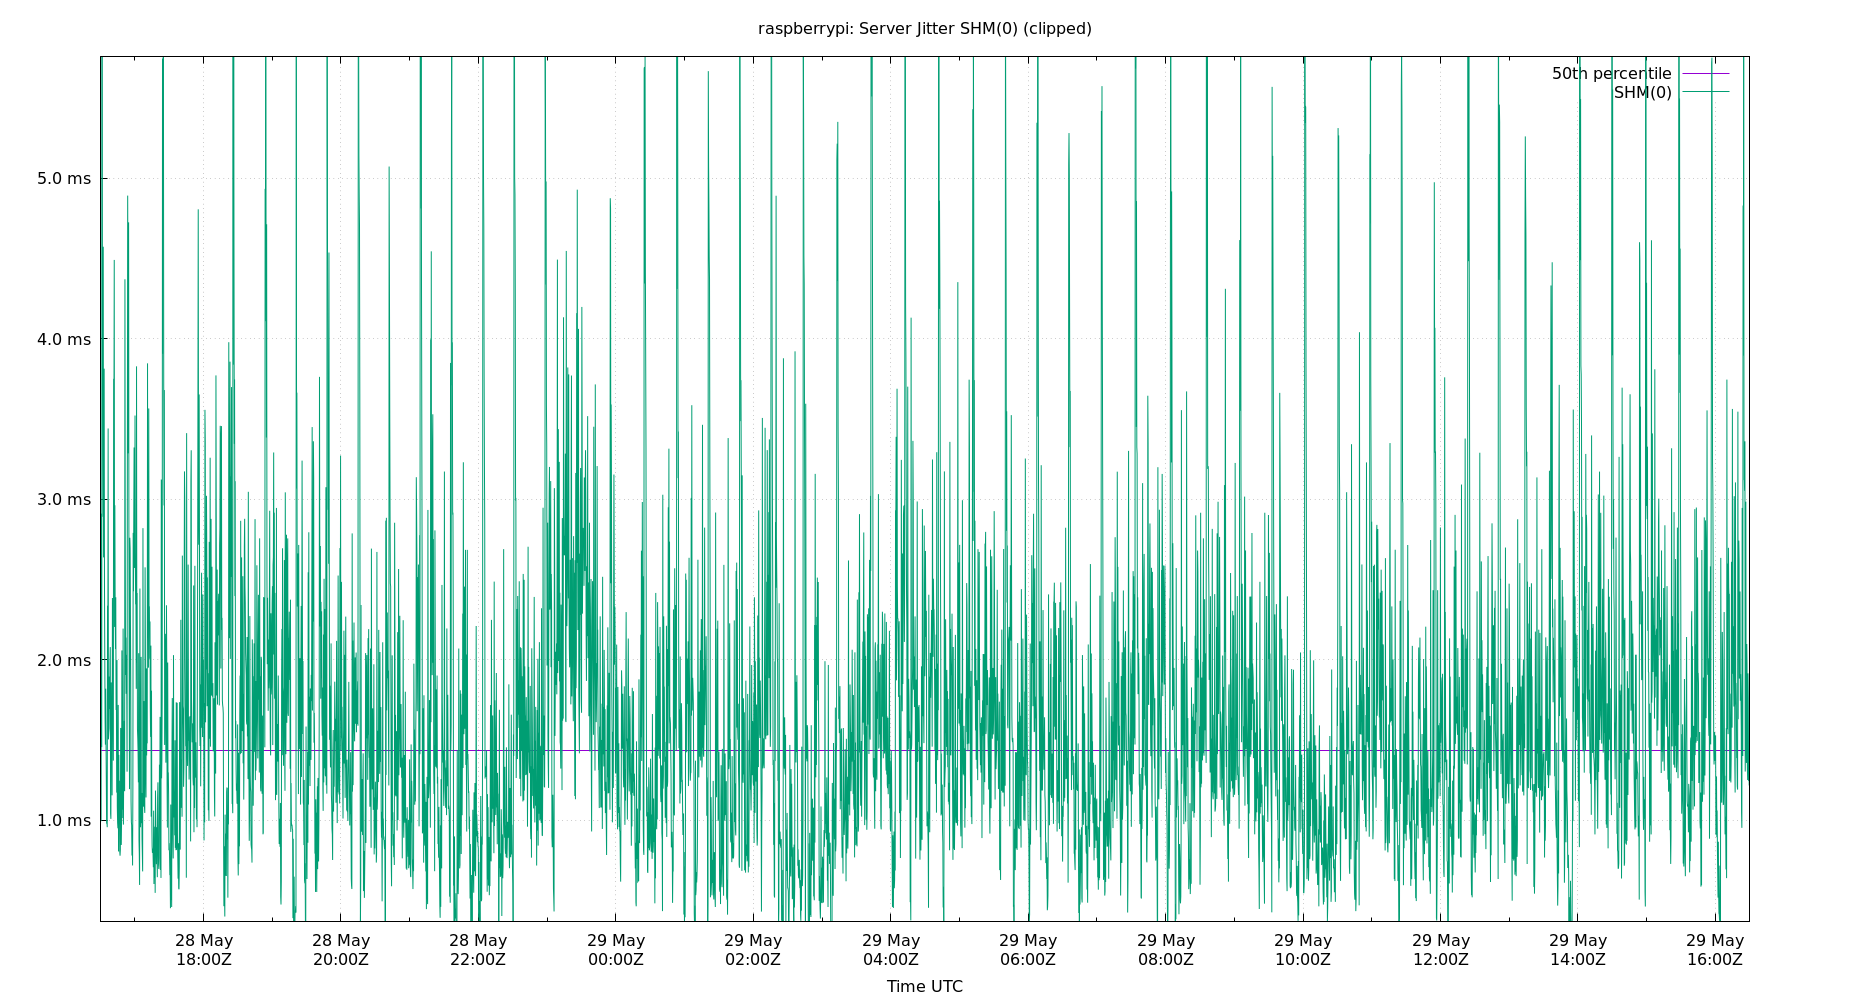 raspberrypi: Server Jitter SHM(0) (clipped)
50th percentile
SHM(0)
5.0 ms
4.0 ms
3.0 ms
2.0 ms
1.0 ms
28 May 28 May 28 May 29 May 29 May 29 May 29 May 29 May 29 May 29 May 29 May 29 May
18:00Z 20:00Z 22:00Z 00:00Z 02:00Z 04:00Z 06:00Z 08:00Z 10:00Z 12:00Z 14:00Z 16:00Z
Time UTC